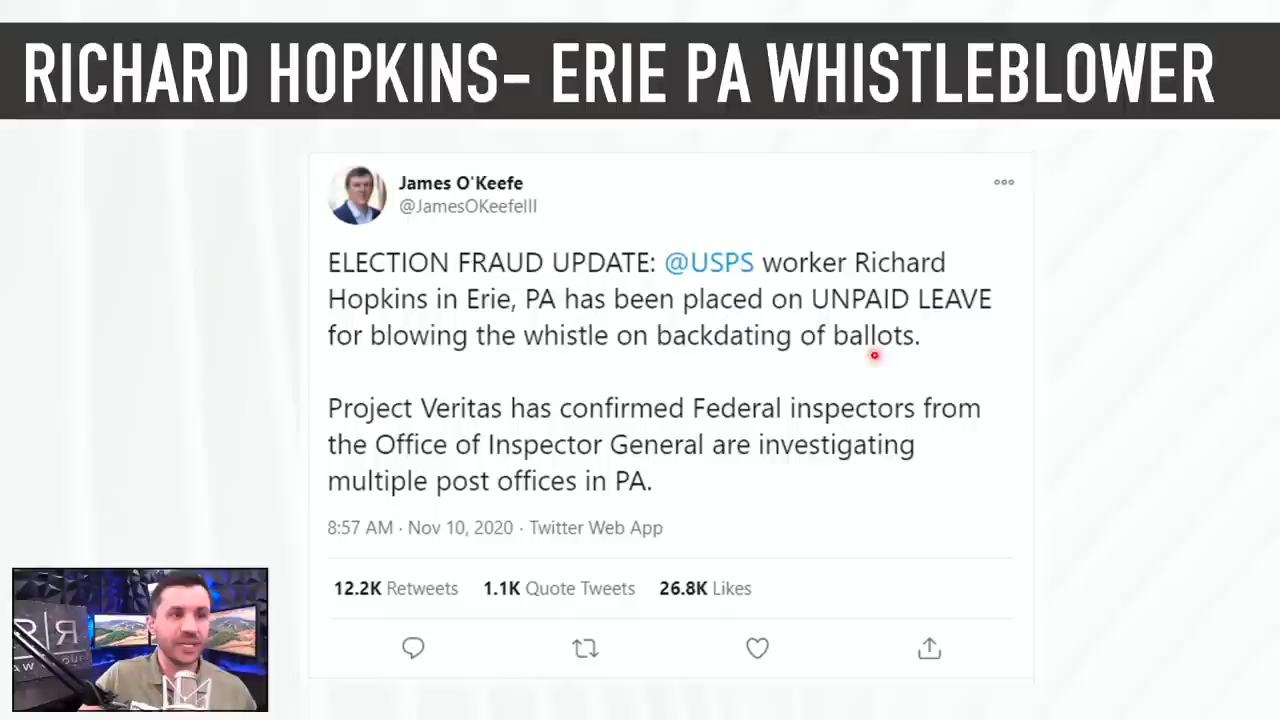 RICHARD HOPKINS- ERIE PA WHISTLEBLOWER
James O'Keefe
@JamesOKeefeIII
ELECTION FRAUD UPDATE: @USPS worker Richard
Hopkins in Erie, PA has been placed on UNPAID LEAVE
for blowing the whistle on backdating of ballots.
Project Veritas has confirmed Federal inspectors from
the Office of Inspector General are investigating
multiple post offices in PA.
8:57 AM · Nov 10, 2020 · Twitter Web App
12.2K Retweets 1.1K Quote Tweets 26.8K Likes